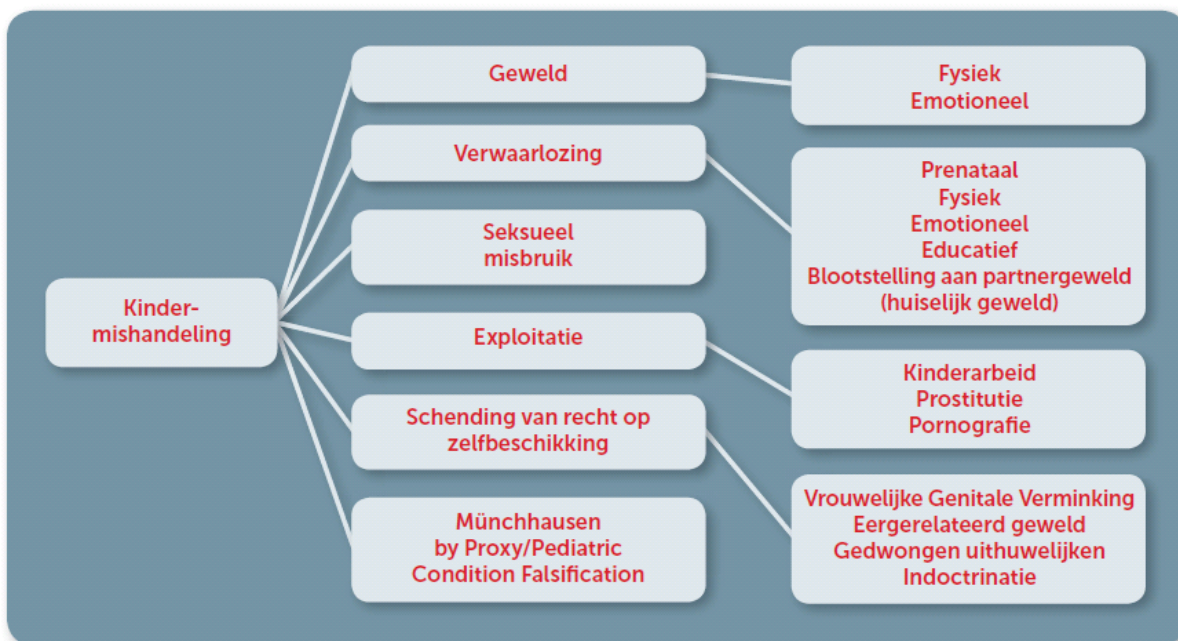 Kinder-
mishandeling
Geweld
Verwaarlozing
Seksueel
misbruik
Exploitatie
Schending van recht op
zelfbeschikking
Münchhausen
by Proxy/Pediatric
Condition Falsification
Fysiek
Emotioneel
Prenataal
Fysiek
Emotioneel
Educatief
Blootstelling aan partnergeweld
(huiselijk geweld)
Kinderarbeid
Prostitutie
Pornografie
Vrouwelijke Genitale Verminking
Eergerelateerd geweld
Gedwongen uithuwelijken
Indoctrinatie